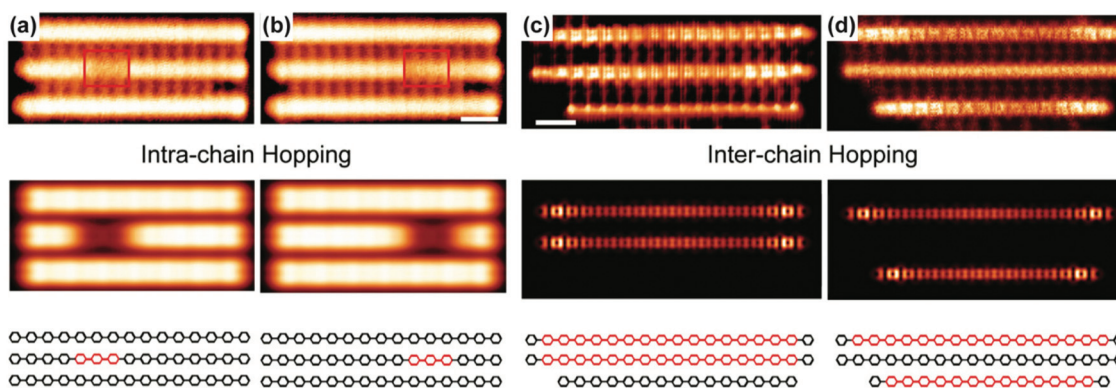 (a)
(b)
(c)
(d)
Intra-chain Hopping
Inter-chain Hopping